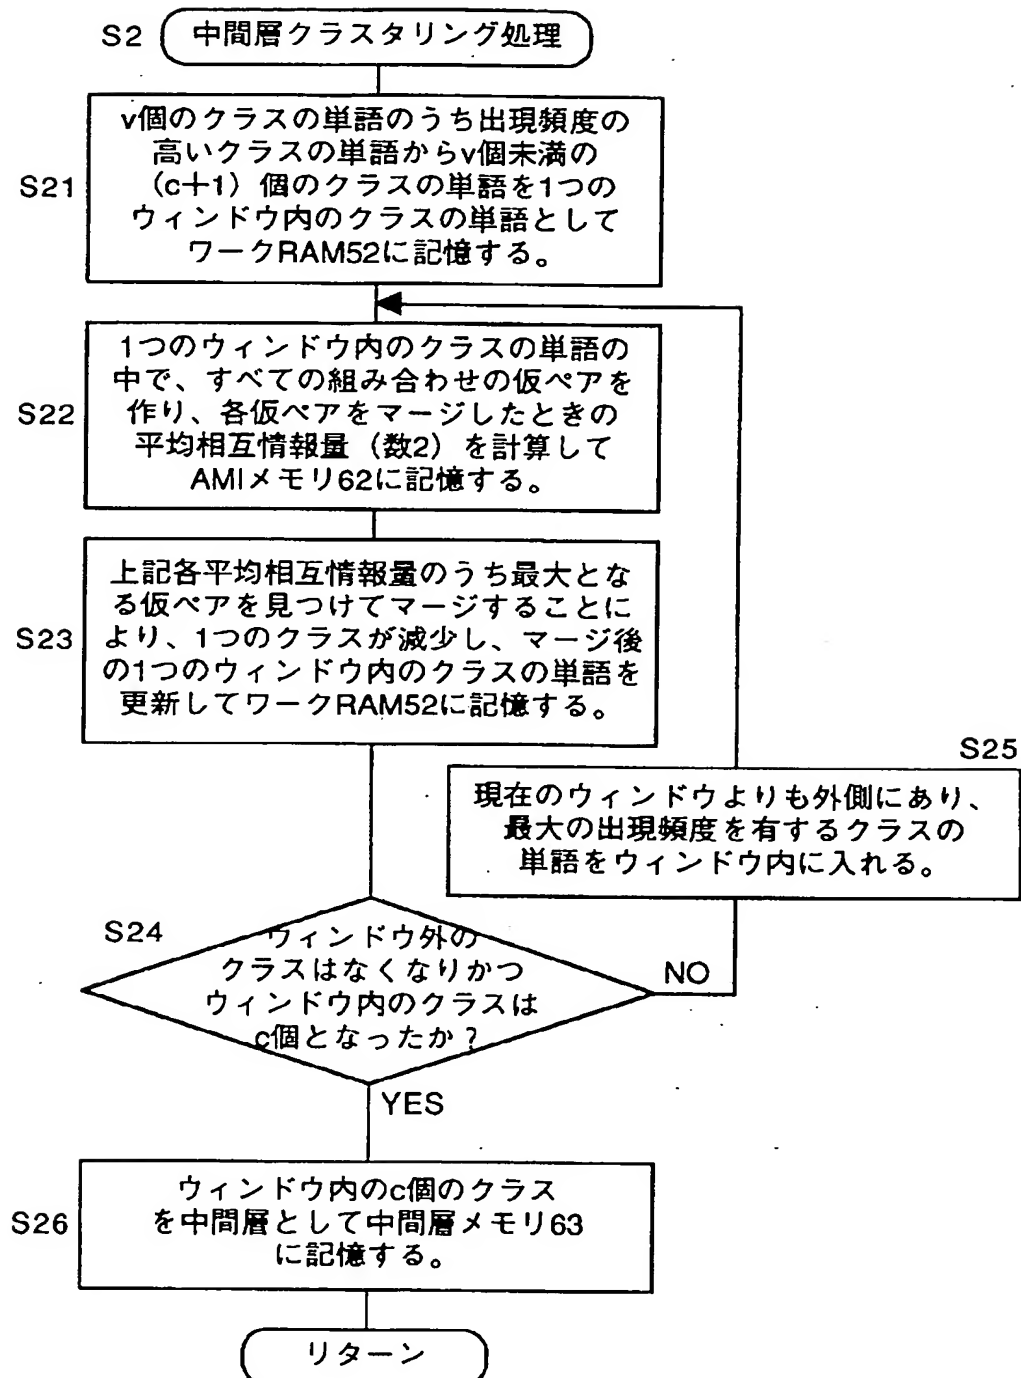 S2
中間層クラスタリング処理
S21
v個のクラスの単語のうち出現頻度の
高いクラスの単語からv個未満の
(c+1)個のクラスの単語を1つの
ウィンドウ内のクラスの単語として
ワークRAM52に記憶する。
S22
1つのウィンドウ内のクラスの単語の
中で、すべての組み合わせの仮ペアを
作り、各仮ペアをマージしたときの
平均相互情報量(数2)を計算して
AMIメモリ62に記憶する。
S23
上記各平均相互情報量のうち最大とな
る仮ペアを見つけてマージすることに
より、1つのクラスが減少し、マージ後
の1つのウィンドウ内のクラスの単語を
更新してワークRAM52に記憶する。
S25
現在のウィンドウよりも外側にあり、
最大の出現頻度を有するクラスの
単語をウィンドウ内に入れる。
S24
ウィンドウ外の
クラスはなくなりかつ
ウィンドウ内のクラスは
c個となったか?
NO
YES
S26
ウィンドウ内のc個のクラス
を中間層として中間層メモリ63
に記憶する。
リターン